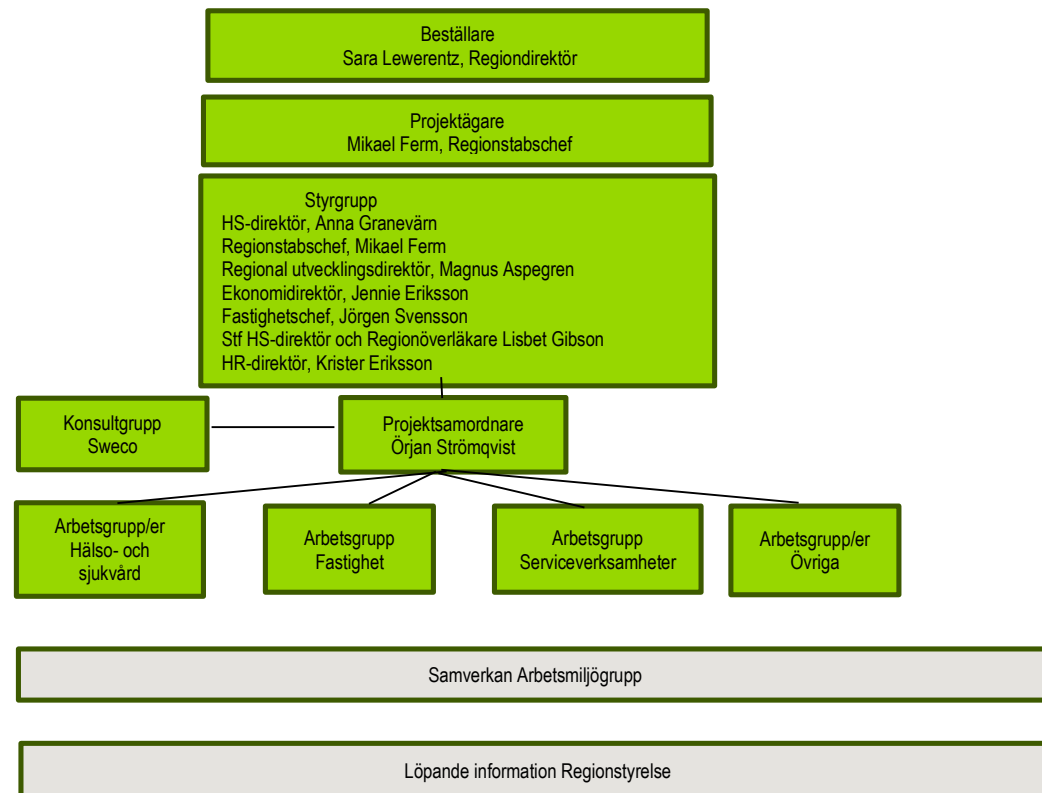 Beställare
Sara Lewerentz, Regiondirektör
Projektägare
Mikael Ferm, Regionstabschef
Styrgrupp
HS-direktör, Anna Granevärn
Regionstabschef, Mikael Ferm
Regional utvecklingsdirektör, Magnus Aspegren
Ekonomidirektör, Jennie Eriksson
Fastighetschef, Jörgen Svensson
Stf HS-direktör och Regionöverläkare Lisbet Gibson
HR-direktör, Krister Eriksson
Konsultgrupp
Sweco
Projektsamordnare
Örjan Strömqvist
Arbetsgrupp/er
Hälso- och
sjukvård
Arbetsgrupp
Fastighet
Arbetsgrupp
Serviceverksamheter
Arbetsgrupp/er
Övriga
Samverkan Arbetsmiljögrupp
Löpande information Regionstyrelse